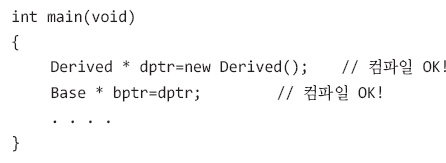 int main(void)
{
    Derived * dptr=new Derived();    // 컴파일 OK!
    Base * bptr=dptr;        // 컴파일 OK!
    . . . .
}